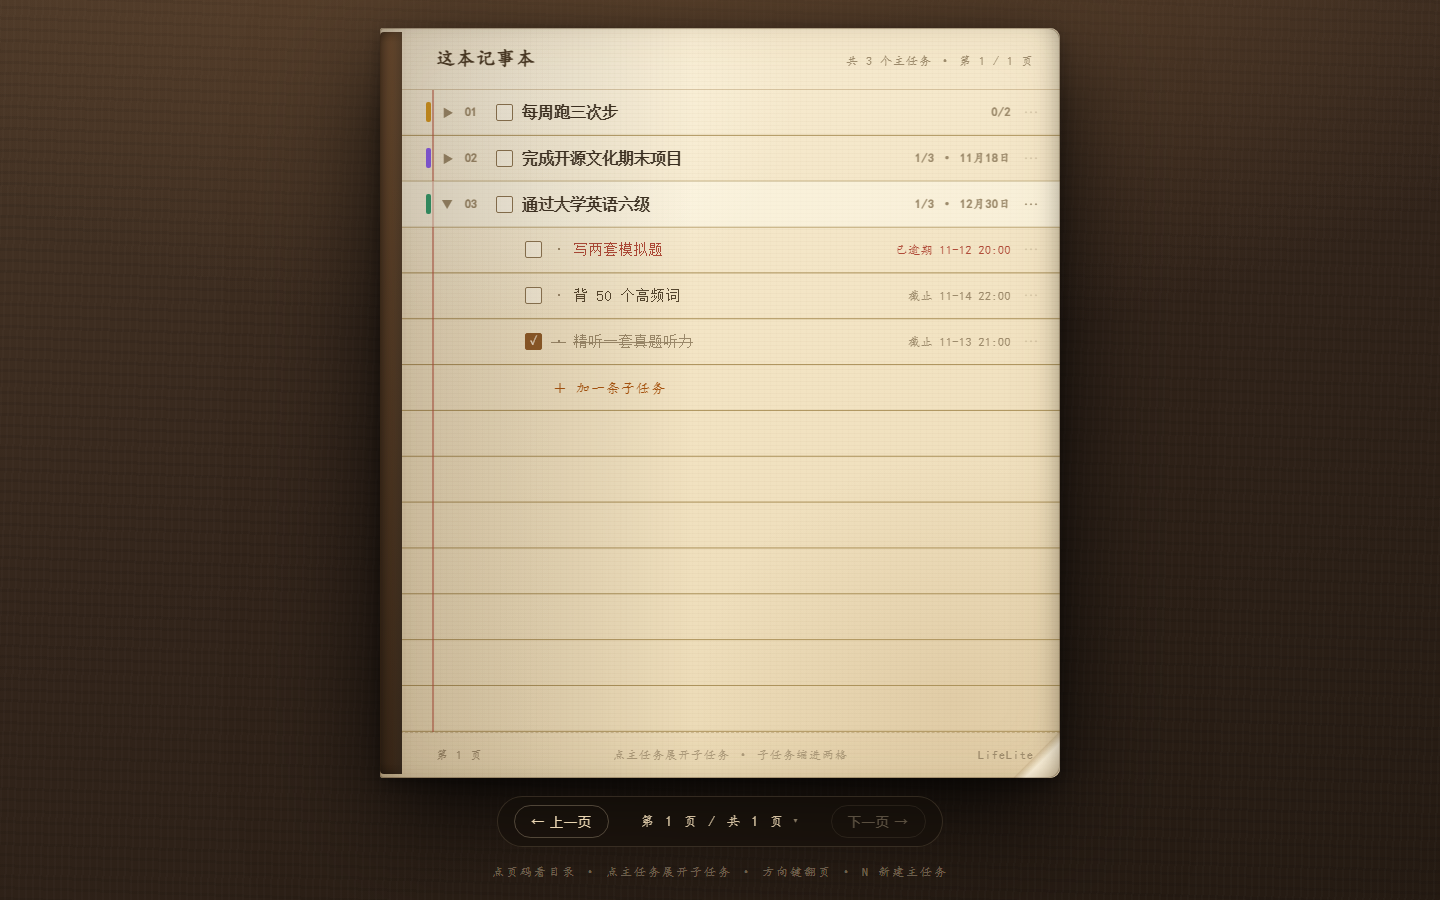 这本记事本 共 3 个主任务 • 第 1 / 1 页
▶ 01 每周跑三次步 0/2 ···
▶ 02 完成开源文化期末项目 1/3 • 11月18日 ···
▼ 03 通过大学英语六级 1/3 • 12月30日 ···
· 写两套模拟题 已逾期 11-12 20:00 ···
· 背 50 个高频词 截止 11-14 22:00 ···
✓ · 精听一套真题听力 截止 11-13 21:00 ···
+ 加一条子任务
第 1 页 点主任务展开子任务 • 子任务缩进两格 LifeLite
← 上一页 第 1 页 / 共 1 页 ▾ 下一页 →
点页码看目录 • 点主任务展开子任务 • 方向键翻页 • N 新建主任务